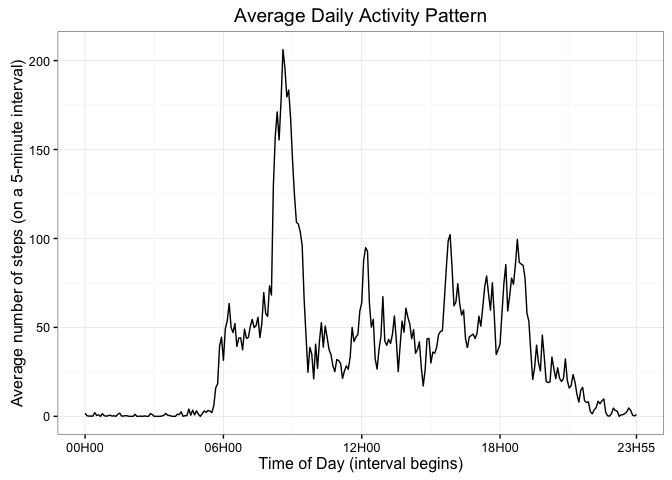 Average Daily Activity Pattern
Average number of steps (on a 5-minute interval)
200
150
100
50
0
00H00 06H00 12H00 18H00 23H55
Time of Day (interval begins)